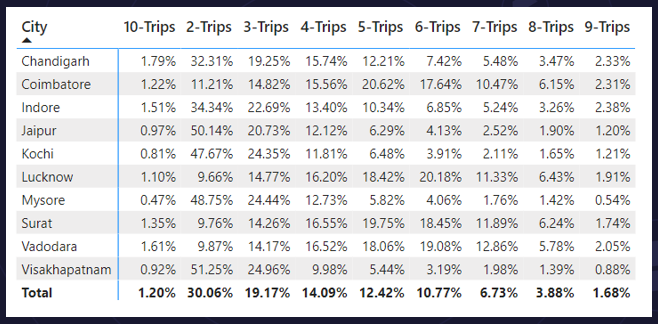 City 10-Trips 2-Trips 3-Trips 4-Trips 5-Trips 6-Trips 7-Trips 8-Trips 9-Trips
Chandigarh 1.79% 32.31% 19.25% 15.74% 12.21% 7.42% 5.48% 3.47% 2.33%
Coimbatore 1.22% 11.21% 14.82% 15.56% 20.62% 17.64% 10.47% 6.15% 2.31%
Indore 1.51% 34.34% 22.69% 13.40% 10.34% 6.85% 5.24% 3.26% 2.38%
Jaipur 0.97% 50.14% 20.73% 12.12% 6.29% 4.13% 2.52% 1.90% 1.20%
Kochi 0.81% 47.67% 24.35% 11.81% 6.48% 3.91% 2.11% 1.65% 1.21%
Lucknow 1.10% 9.66% 14.77% 16.20% 18.42% 20.18% 11.33% 6.43% 1.91%
Mysore 0.47% 48.75% 24.44% 12.73% 5.82% 4.06% 1.76% 1.42% 0.54%
Surat 1.35% 9.76% 14.26% 16.55% 19.75% 18.45% 11.89% 6.24% 1.74%
Vadodara 1.61% 9.87% 14.17% 16.52% 18.06% 19.08% 12.86% 5.78% 2.05%
Visakhapatnam 0.92% 51.25% 24.96% 9.98% 5.44% 3.19% 1.98% 1.39% 0.88%
Total 1.20% 30.06% 19.17% 14.09% 12.42% 10.77% 6.73% 3.88% 1.68%